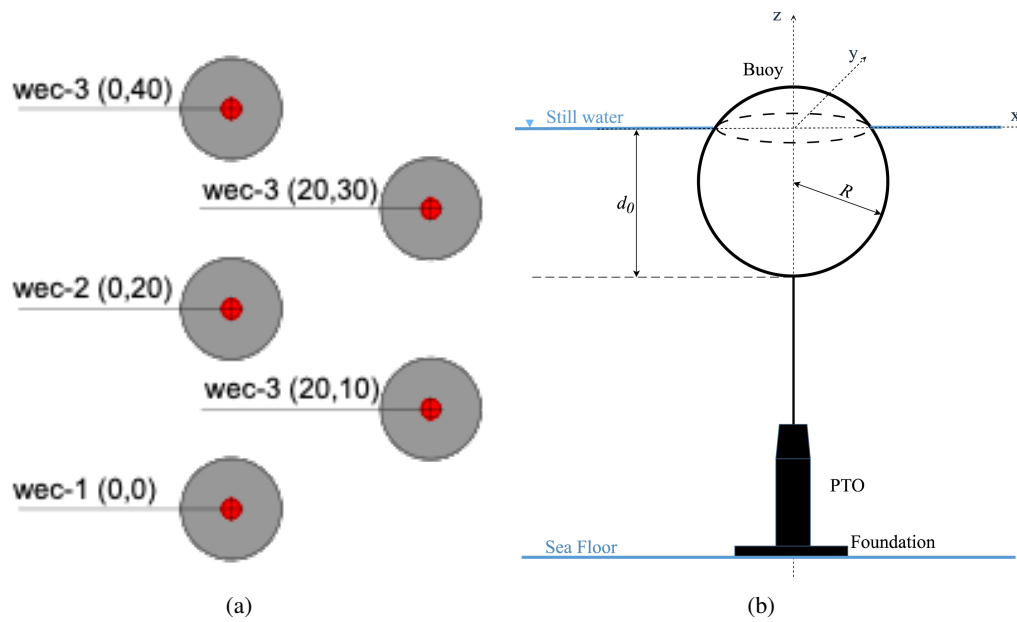 wec-3 (0,40)
wec-3 (20,30)
wec-2 (0,20)
wec-3 (20,10)
wec-1 (0,0)
(a)
z
y
Buoy
Still water
x
d0
R
PTO
Foundation
Sea Floor
(b)